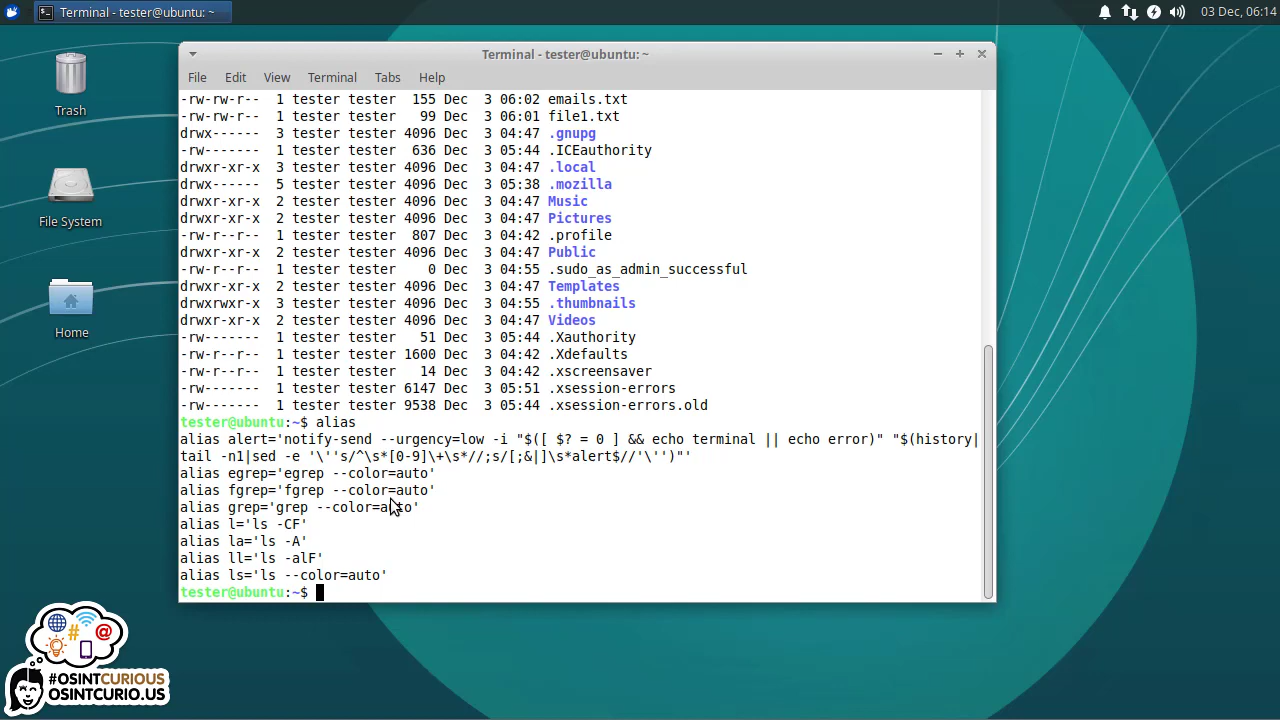 Terminal - tester@ubuntu: ~
03 Dec, 06:14
Trash
File System
Home
Terminal - tester@ubuntu: ~
File Edit View Terminal Tabs Help
-rw-rw-r-- 1 tester tester 155 Dec 3 06:02 emails.txt
-rw-rw-r-- 1 tester tester 99 Dec 3 06:01 file1.txt
drwx------ 3 tester tester 4096 Dec 3 04:47 .gnupg
-rw------- 1 tester tester 636 Dec 3 05:44 .ICEauthority
drwxr-xr-x 3 tester tester 4096 Dec 3 04:47 .local
drwx------ 5 tester tester 4096 Dec 3 05:38 .mozilla
drwxr-xr-x 2 tester tester 4096 Dec 3 04:47 Music
drwxr-xr-x 2 tester tester 4096 Dec 3 04:47 Pictures
-rw-r--r-- 1 tester tester 807 Dec 3 04:42 .profile
drwxr-xr-x 2 tester tester 4096 Dec 3 04:47 Public
-rw-r--r-- 1 tester tester 0 Dec 3 04:55 .sudo_as_admin_successful
drwxr-xr-x 2 tester tester 4096 Dec 3 04:47 Templates
drwxrwxr-x 3 tester tester 4096 Dec 3 04:55 .thumbnails
drwxr-xr-x 2 tester tester 4096 Dec 3 04:47 Videos
-rw------- 1 tester tester 51 Dec 3 05:44 .Xauthority
-rw-r--r-- 1 tester tester 1600 Dec 3 04:42 .Xdefaults
-rw-r--r-- 1 tester tester 14 Dec 3 04:42 .xscreensaver
-rw------- 1 tester tester 6147 Dec 3 05:51 .xsession-errors
-rw------- 1 tester tester 9538 Dec 3 05:44 .xsession-errors.old
tester@ubuntu:~$ alias
alias alert='notify-send --urgency=low -i "$([ $? = 0 ] && echo terminal || echo error)" "$(history|
tail -n1|sed -e '\''s/^\s*[0-9]\+\s*//;s/[;&|]\s*alert$//'\'')"'
alias egrep='egrep --color=auto'
alias fgrep='fgrep --color=auto'
alias grep='grep --color=auto'
alias l='ls -CF'
alias la='ls -A'
alias ll='ls -alF'
alias ls='ls --color=auto'
tester@ubuntu:~$
#OSINTCURIOUS
OSINTCURIO.US